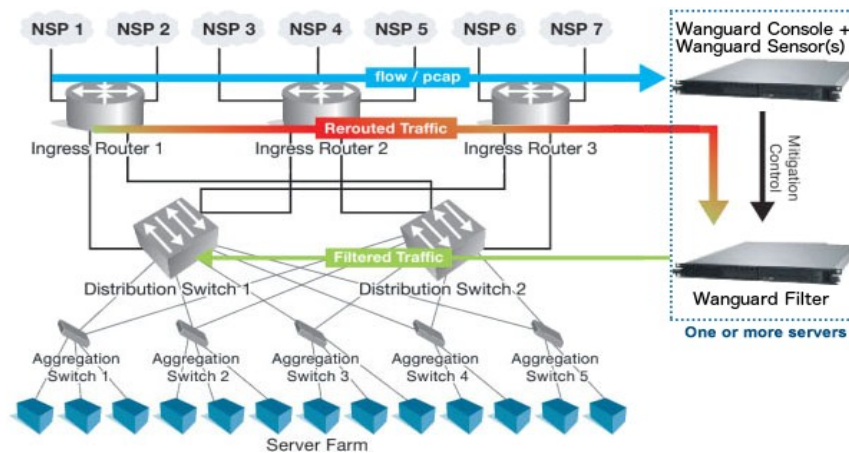 NSP 1
NSP 2
NSP 3
NSP 4
NSP 5
NSP 6
NSP 7
Wanguard Console +
Wanguard Sensor(s)
flow / pcap
Rerouted Traffic
Ingress Router 1
Ingress Router 2
Ingress Router 3
Mitigation
Control
Filtered Traffic
Distribution Switch 1
Distribution Switch 2
Wanguard Filter
One or more servers
Aggregation
Switch 1
Aggregation
Switch 2
Aggregation
Switch 3
Aggregation
Switch 4
Aggregation
Switch 5
Server Farm